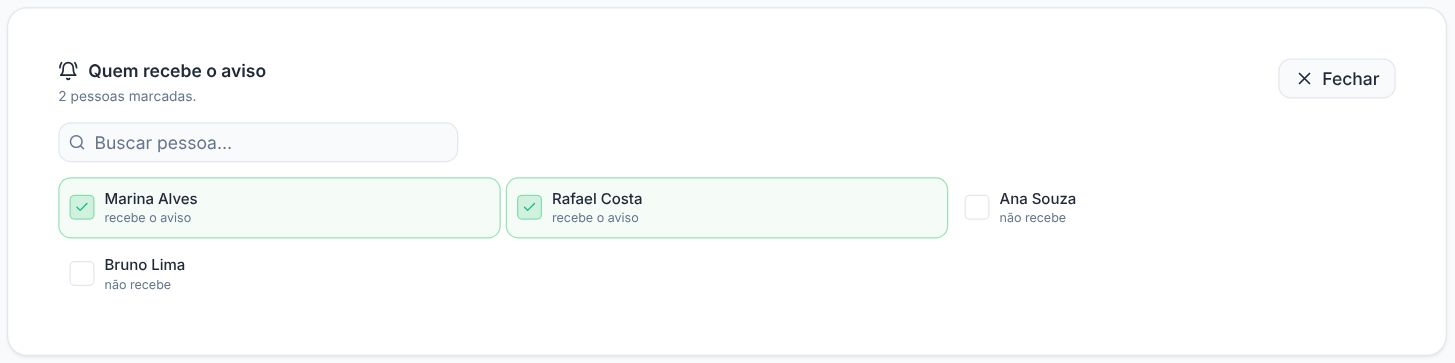 Quem recebe o aviso
Fechar
2 pessoas marcadas.
Buscar pessoa...
Marina Alves
recebe o aviso
Rafael Costa
recebe o aviso
Ana Souza
não recebe
Bruno Lima
não recebe